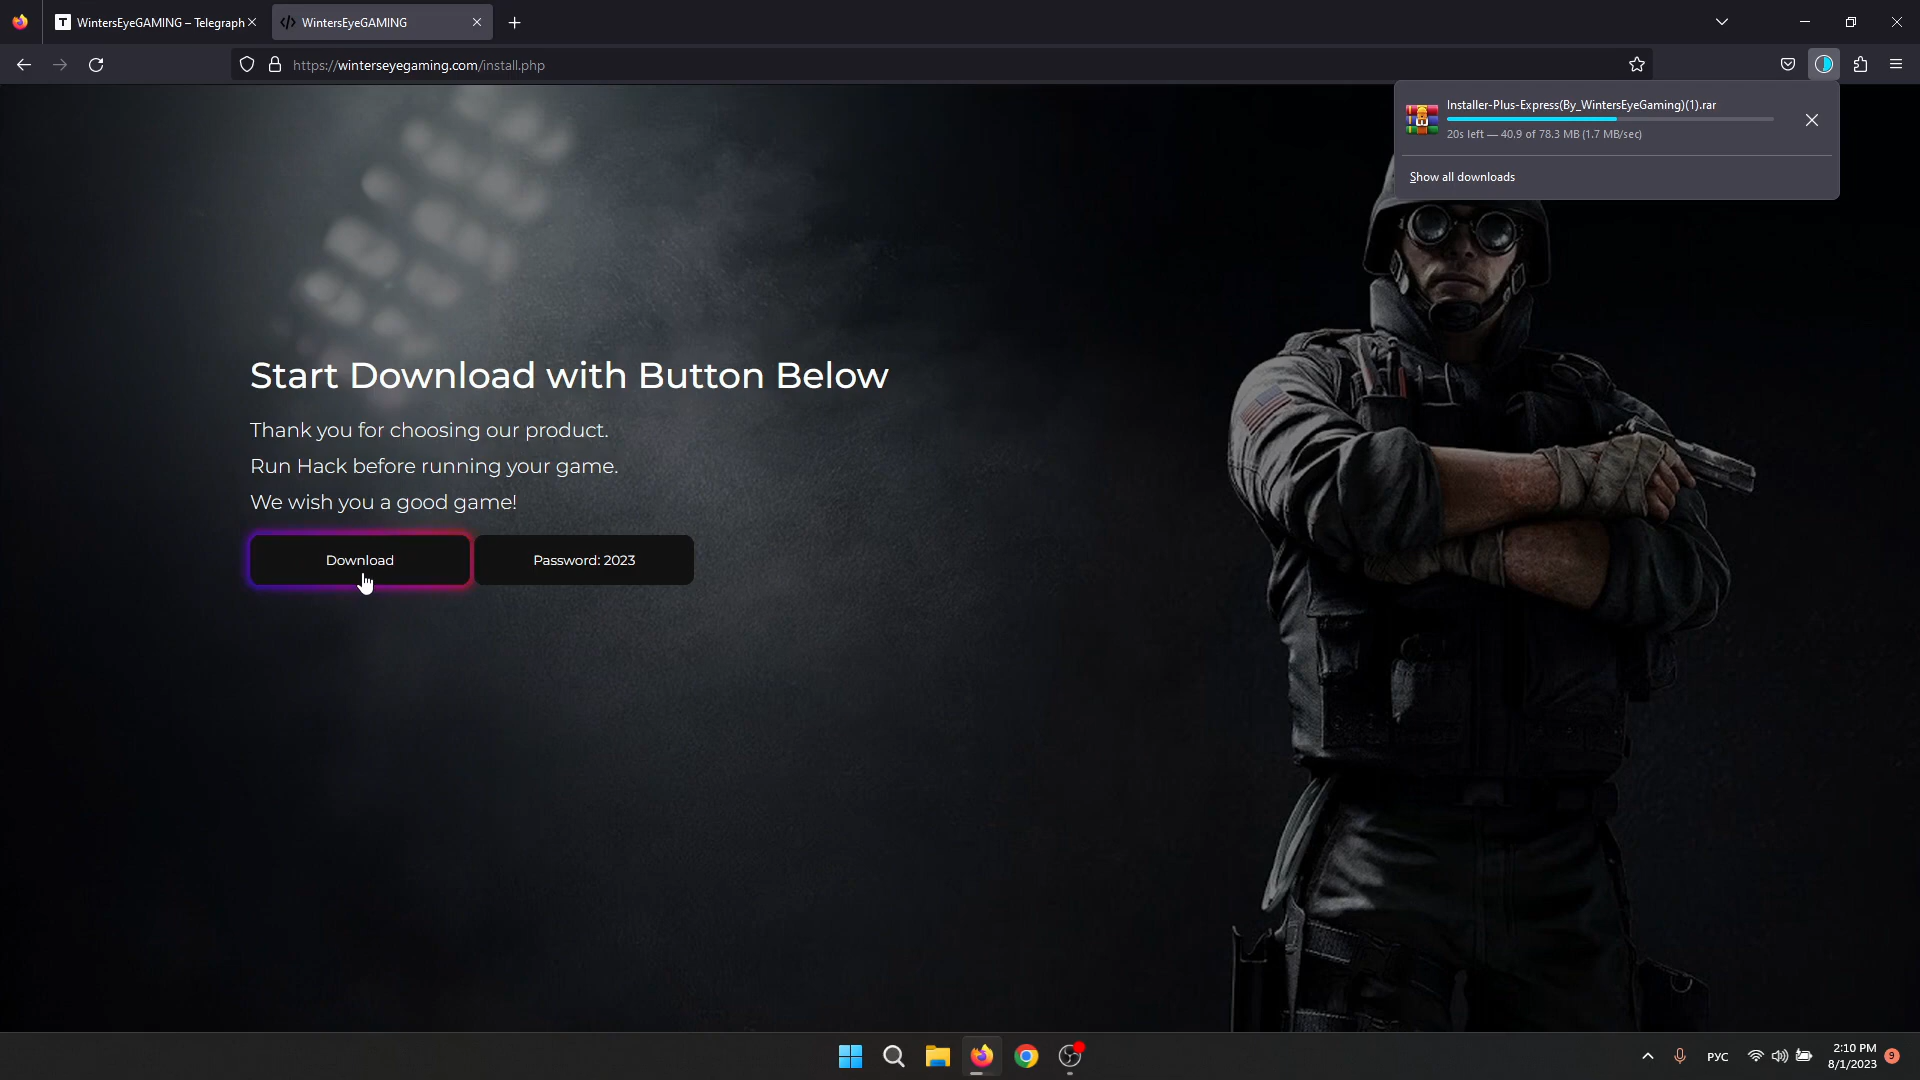 WintersEyeGAMING – Telegraph
WintersEyeGAMING
https://winterseyegaming.com/install.php
Installer-Plus-Express(By_WintersEyeGaming)(1).rar
20s left — 40.9 of 78.3 MB (1.7 MB/sec)
Show all downloads
Start Download with Button Below
Thank you for choosing our product.
Run Hack before running your game.
We wish you a good game!
Download
Password: 2023
РУС
2:10 PM
8/1/2023
9